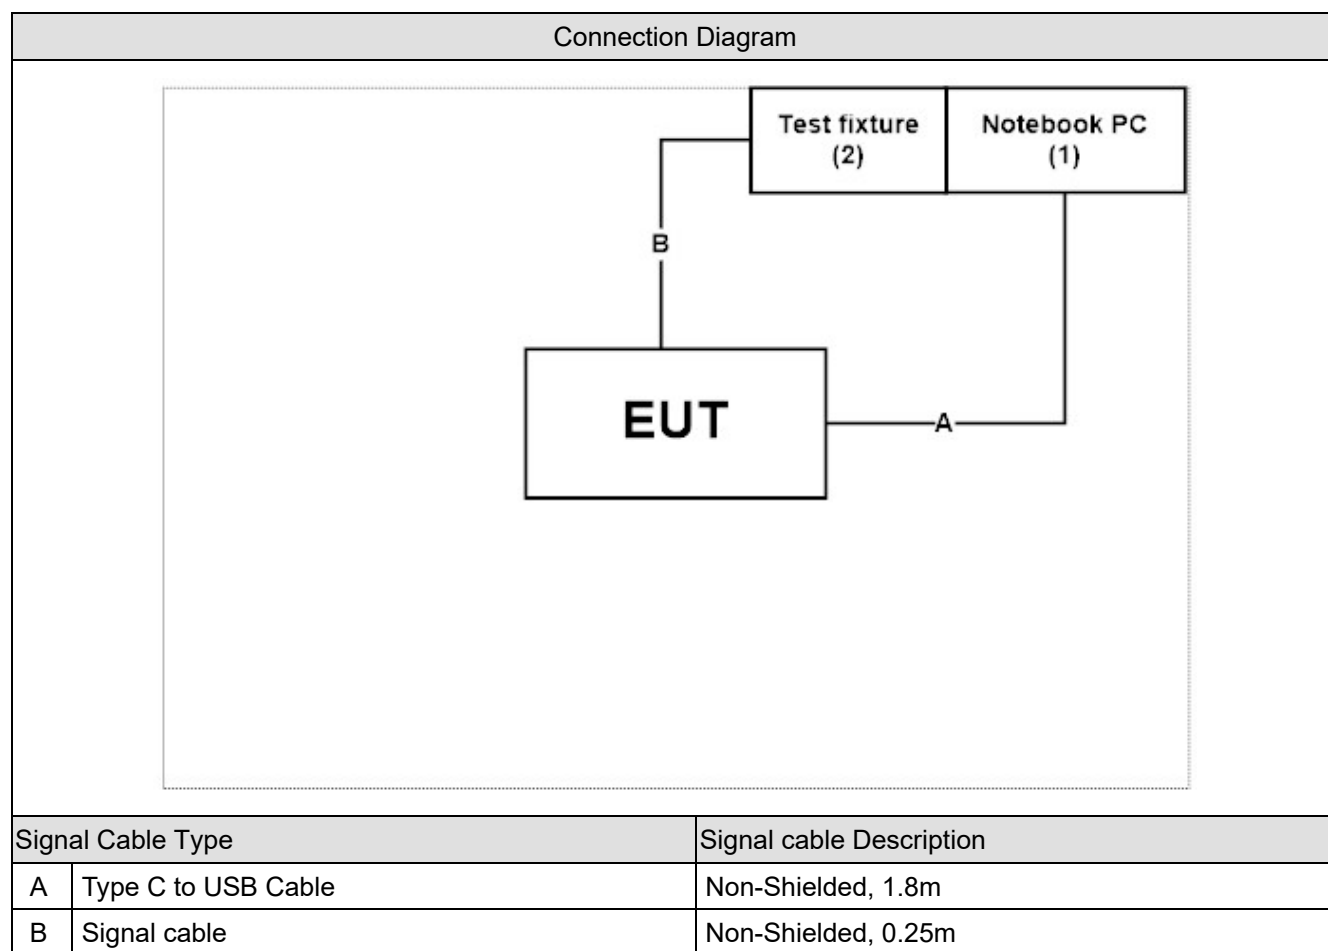 Connection Diagram
Test fixture
(2)
Notebook PC
(1)
B
EUT
A
Signal Cable Type
Signal cable Description
A
Type C to USB Cable
Non-Shielded, 1.8m
B
Signal cable
Non-Shielded, 0.25m